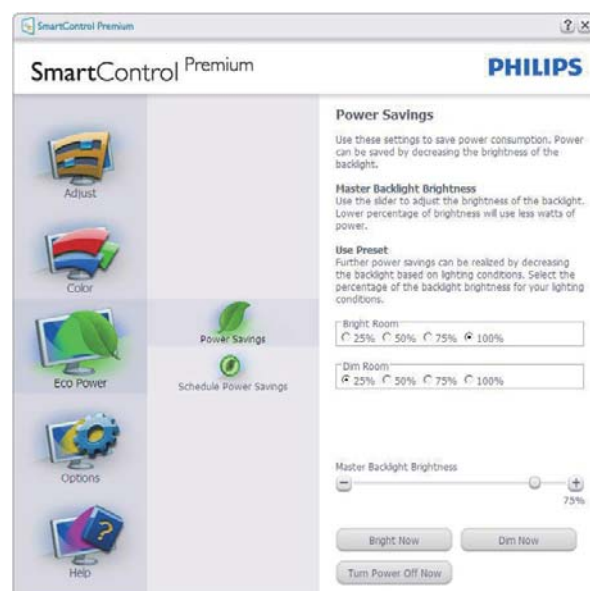 SmartControl Premium
SmartControl Premium
PHILIPS
Adjust
Color
Eco Power
Options
Help
Power Savings
Schedule Power Savings
Power Savings
Use these settings to save power consumption. Power
can be saved by decreasing the brightness of the
backlight.
Master Backlight Brightness
Use the slider to adjust the brightness of the backlight.
Lower percentage of brightness will use less watts of
power.
Use Preset
Further power savings can be realized by decreasing
the backlight based on lighting conditions. Select the
percentage of the backlight brightness for your lighting
conditions.
Bright Room
25% 50% 75% 100%
Dim Room
25% 50% 75% 100%
Master Backlight Brightness
75%
Bright Now Dim Now
Turn Power Off Now